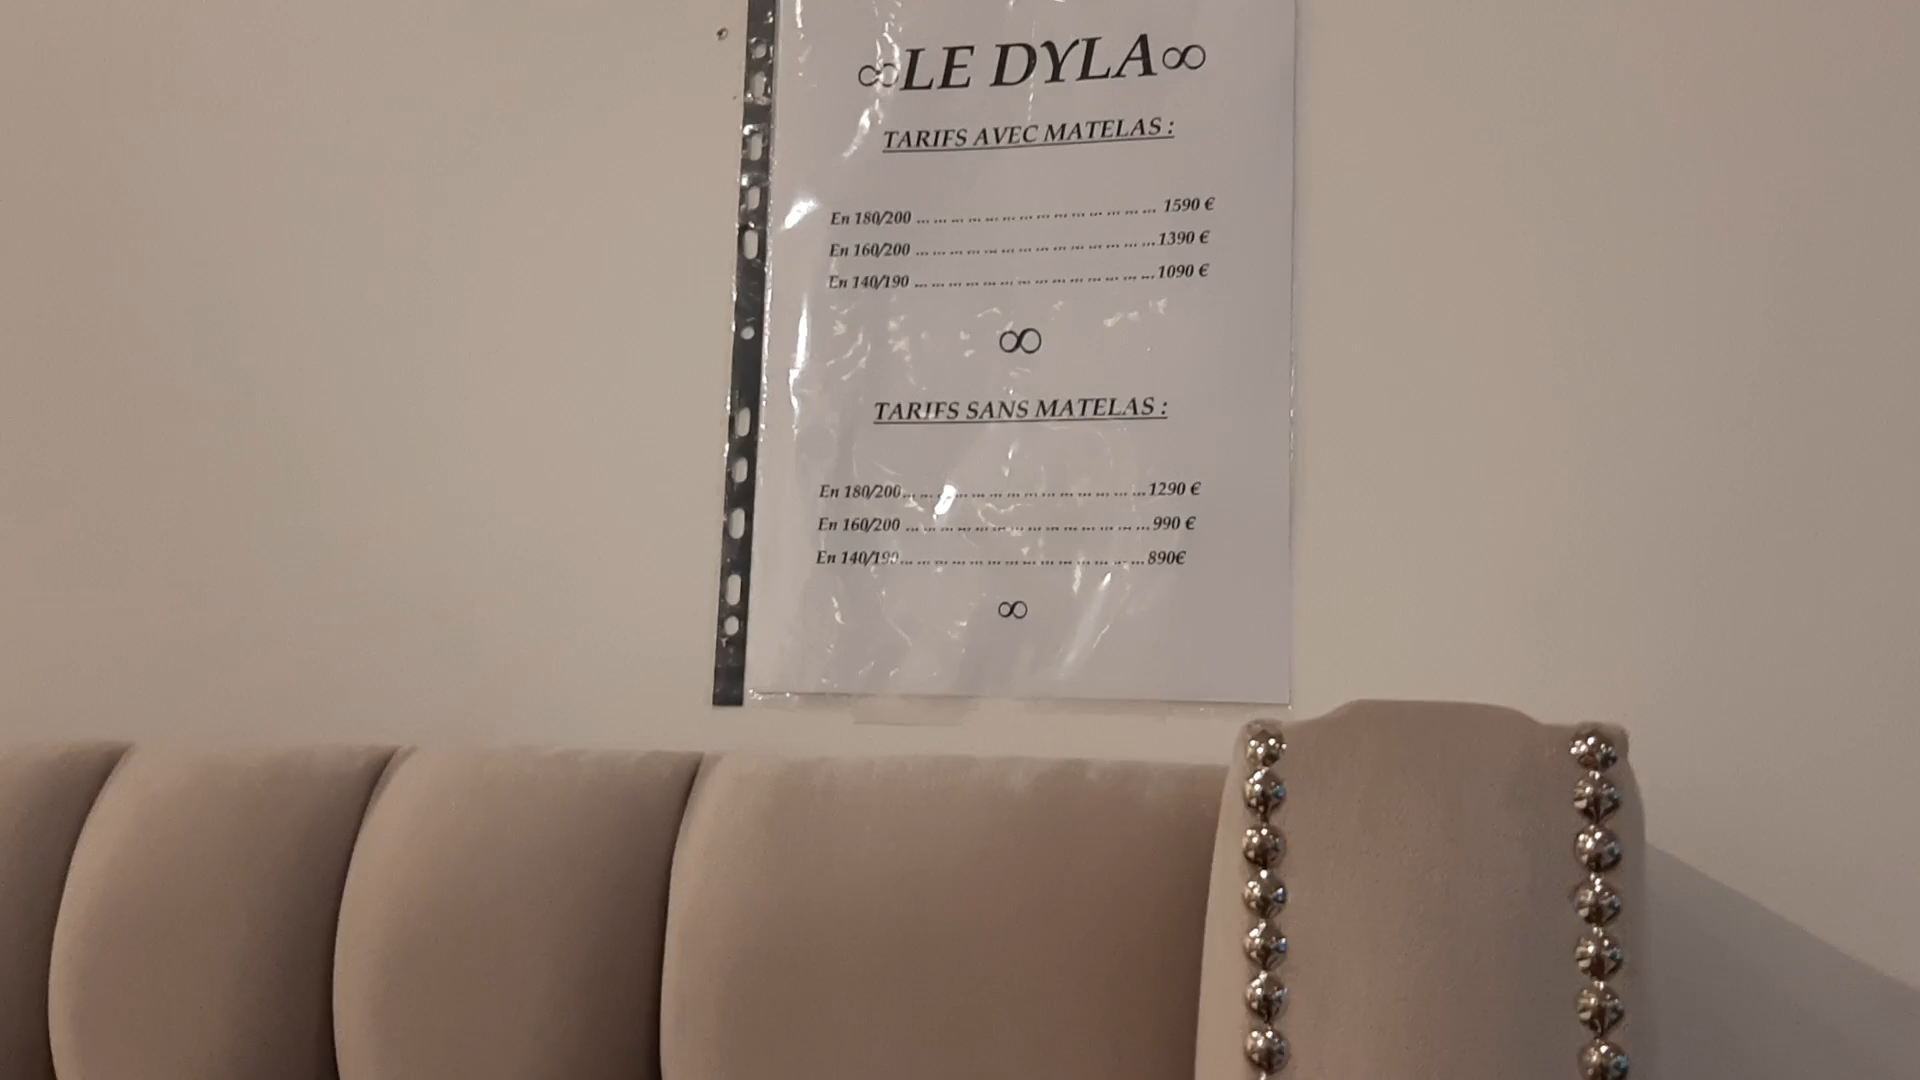 ∞LE DYLA∞
TARIFS AVEC MATELAS :
En 180/200 ... ... ... ... ... ... ... ... ... ... ... ... ... ... 1590 €
En 160/200 ... ... ... ... ... ... ... ... ... ... ... ... ... ...1390 €
En 140/190 ... ... ... ... ... ... ... ... ... ... ... ... ... ...1090 €
∞
TARIFS SANS MATELAS :
En 180/200... ... ... ... ... ... ... ... ... ... ... ... ... ...1290 €
En 160/200 ... ... ... ... ... ... ... ... ... ... ... ... ... ...990 €
En 140/190... ... ... ... ... ... ... ... ... ... ... ... ... ...890€
∞